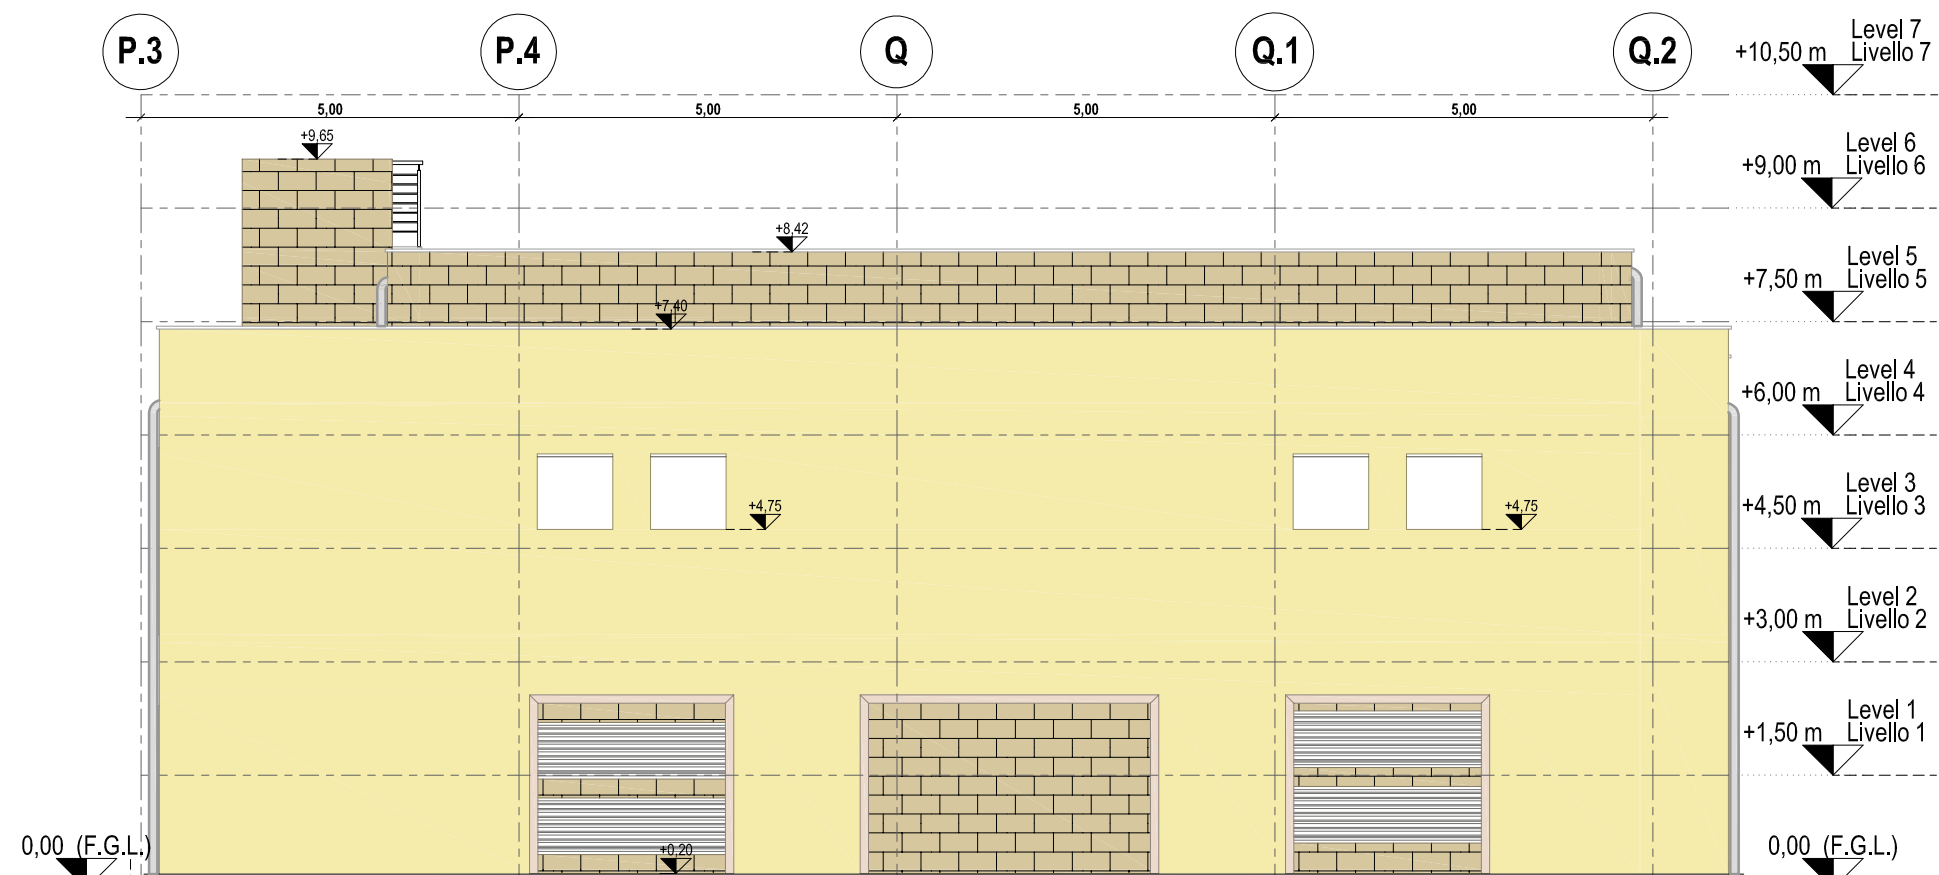 P.3 P.4 Q Q.1 Q.2
Level 7
+10,50 m Livello 7
5,00 5,00 5,00 5,00
+9,65
Level 6
+9,00 m Livello 6
+8,42
Level 5
+7,50 m Livello 5
+7,40
Level 4
+6,00 m Livello 4
Level 3
+4,50 m Livello 3
+4,75 +4,75
Level 2
+3,00 m Livello 2
Level 1
+1,50 m Livello 1
0,00 (F.G.L.) +0,20 0,00 (F.G.L.)